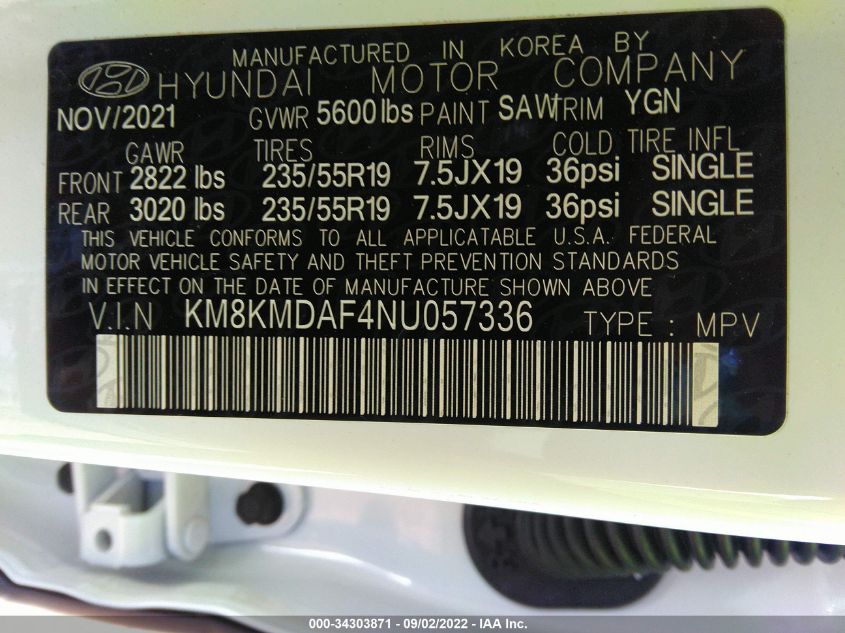 MANUFACTURED IN KOREA BY
HYUNDAI MOTOR COMPANY
NOV/2021 GVWR 5600lbs PAINT SAW TRIM YGN
GAWR TIRES RIMS COLD TIRE INFL
FRONT 2822 lbs 235/55R19 7.5JX19 36psi SINGLE
REAR 3020 lbs 235/55R19 7.5JX19 36psi SINGLE
THIS VEHICLE CONFORMS TO ALL APPLICATABLE U.S.A. FEDERAL
MOTOR VEHICLE SAFETY AND THEFT PREVENTION STANDARDS
IN EFFECT ON THE DATE OF MANUFACTURE SHOWN ABOVE
V.I.N KM8KMDAF4NU057336 TYPE : MPV
000-34303871 - 09/02/2022 - IAA Inc.